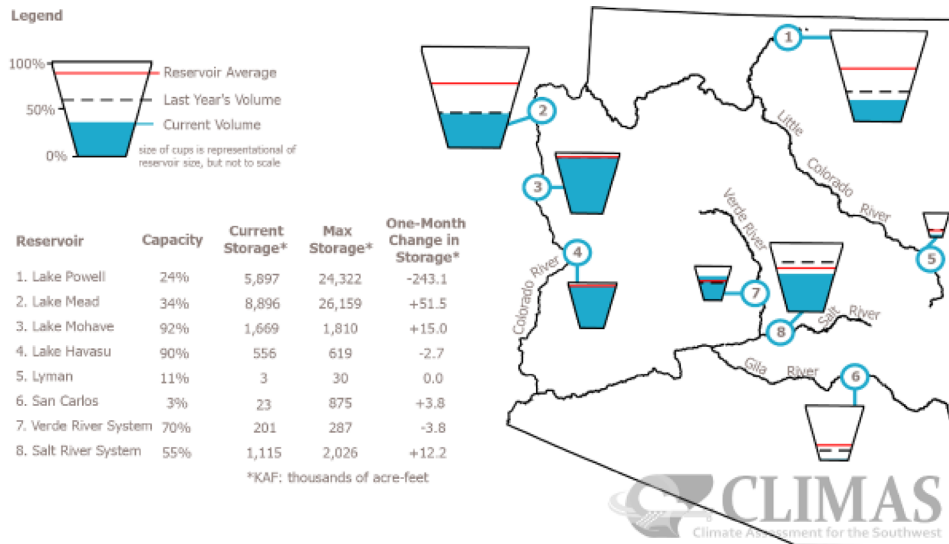 Legend
100%
50%
0%
Reservoir Average
Last Year's Volume
Current Volume
size of cups is representational of
reservoir size, but not to scale
Reservoir Capacity Current Storage* Max Storage* One-Month Change in Storage*
1. Lake Powell 24% 5,897 24,322 -243.1
2. Lake Mead 34% 8,896 26,159 +51.5
3. Lake Mohave 92% 1,669 1,810 +15.0
4. Lake Havasu 90% 556 619 -2.7
5. Lyman 11% 3 30 0.0
6. San Carlos 3% 23 875 +3.8
7. Verde River System 70% 201 287 -3.8
8. Salt River System 55% 1,115 2,026 +12.2
*KAF: thousands of acre-feet
1
2
3
4
5
6
7
8
Little Colorado River
Verde River
Colorado River
Salt River
Gila River
CLIMAS
Climate Assessment for the Southwest